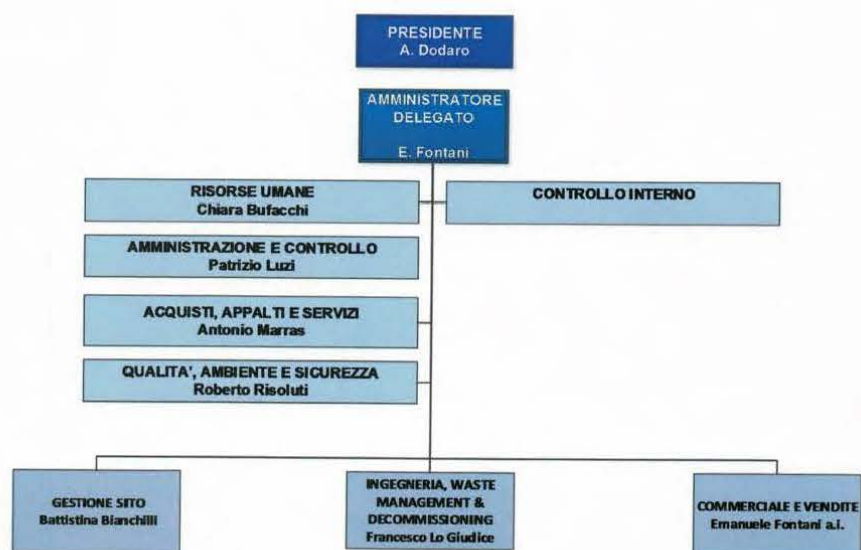 PRESIDENTE
A. Dodaro
AMMINISTRATORE
DELEGATO
E. Fontani
RISORSE UMANE
Chiara Bufacchi
CONTROLLO INTERNO
AMMINISTRAZIONE E CONTROLLO
Patrizio Luzi
ACQUISTI, APPALTI E SERVIZI
Antonio Marras
QUALITA', AMBIENTE E SICUREZZA
Roberto Risoluti
GESTIONE SITO
Battistina Bianchilli
INGEGNERIA, WASTE
MANAGEMENT &
DECOMMISSIONING
Francesco Lo Giudice
COMMERCIALE E VENDITE
Emanuele Fontani a.i.